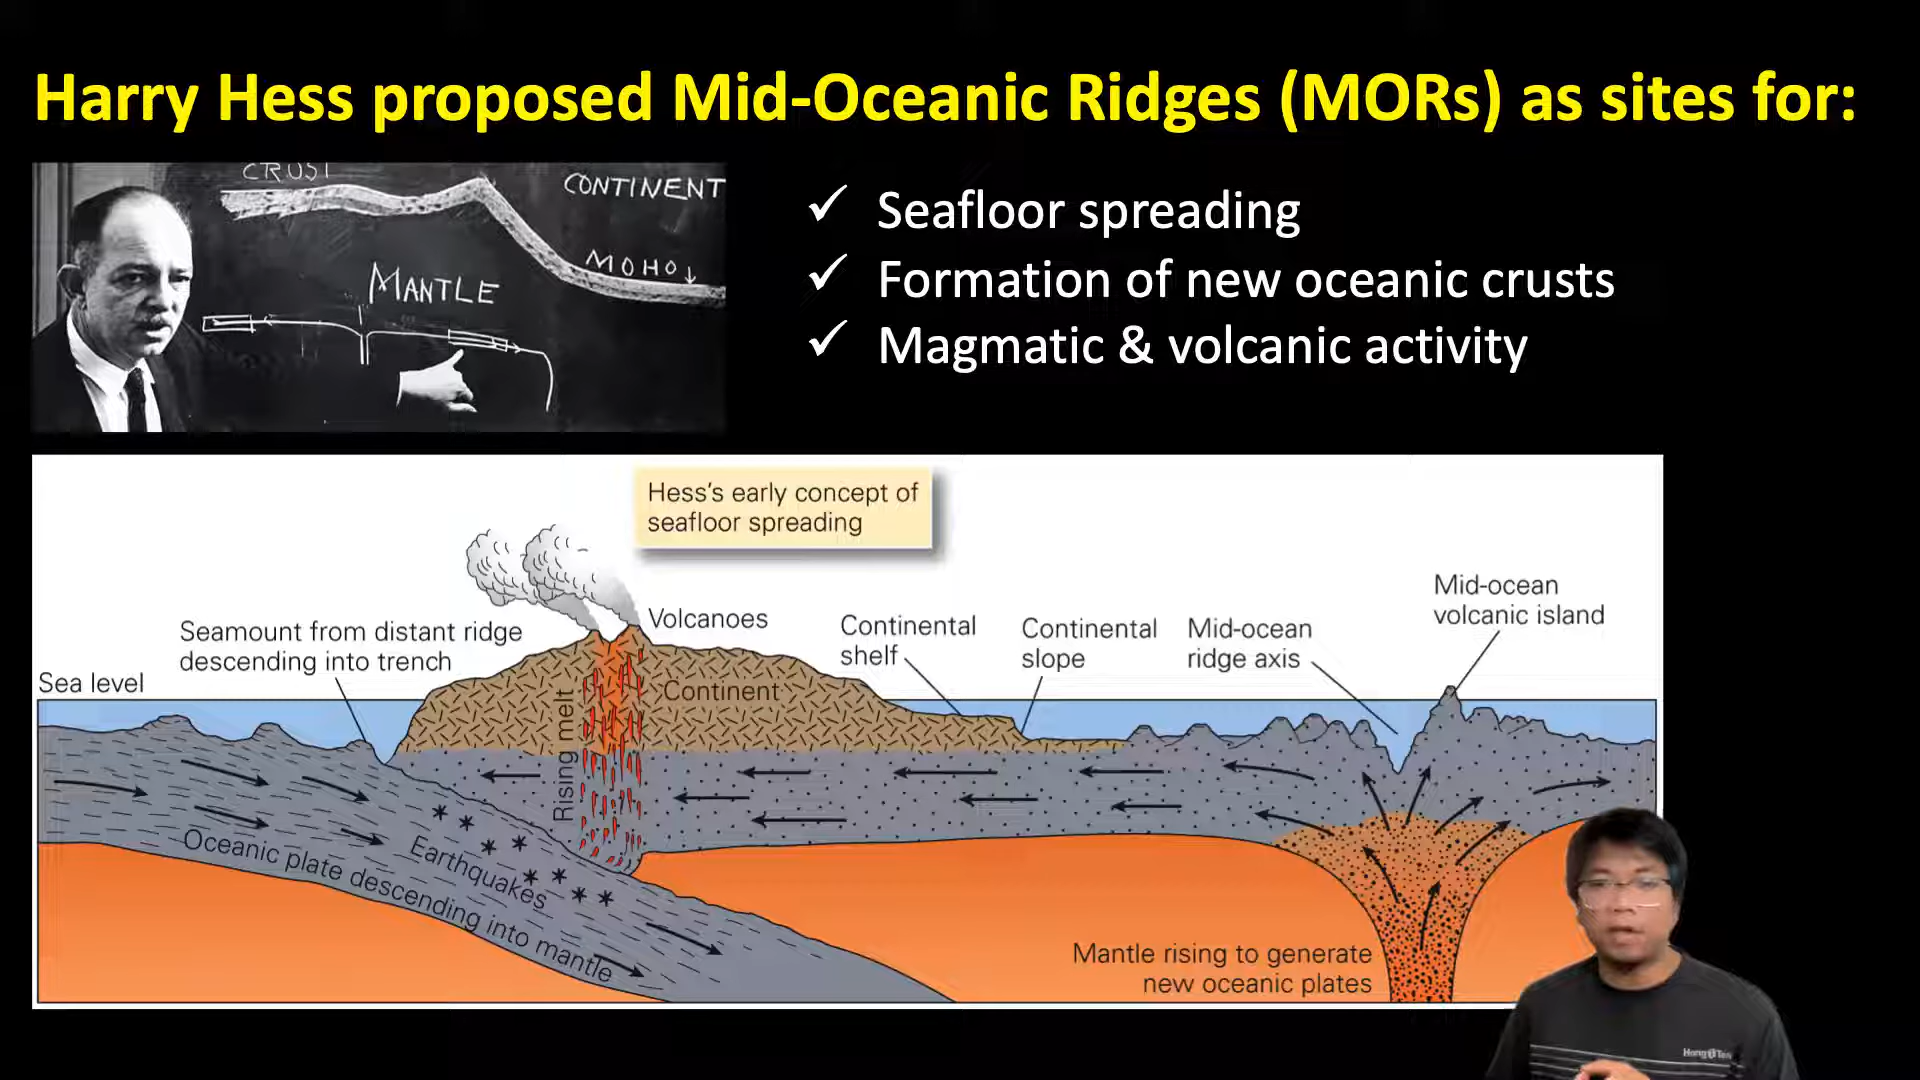 Harry Hess proposed Mid-Oceanic Ridges (MORs) as sites for:
CRUST
CONTINENT
MOHO
MANTLE
✓ Seafloor spreading
✓ Formation of new oceanic crusts
✓ Magmatic & volcanic activity
Hess's early concept of
seafloor spreading
Seamount from distant ridge
descending into trench
Volcanoes
Continental
shelf
Continental
slope
Mid-ocean
ridge axis
Mid-ocean
volcanic island
Sea level
Continent
Rising melt
Earthquakes
Oceanic plate descending into mantle
Mantle rising to generate
new oceanic plates